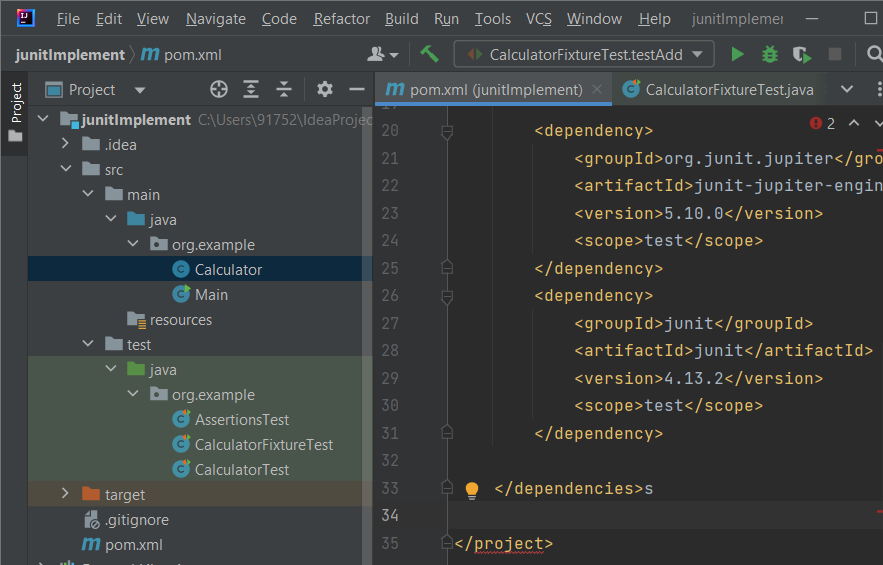 File Edit View Navigate Code Refactor Build Run Tools VCS Window Help junitImplemer
junitImplement pom.xml CalculatorFixtureTest.testAdd
Project
Project
pom.xml (junitImplement) CalculatorFixtureTest.java
junitImplement C:\Users\91752\IdeaProjec
.idea
src
main
java
org.example
Calculator
Main
resources
test
java
org.example
AssertionsTest
CalculatorFixtureTest
CalculatorTest
target
.gitignore
pom.xml
2
20 <dependency>
21 <groupId>org.junit.jupiter</gro
22 <artifactId>junit-jupiter-engin
23 <version>5.10.0</version>
24 <scope>test</scope>
25 </dependency>
26 <dependency>
27 <groupId>junit</groupId>
28 <artifactId>junit</artifactId>
29 <version>4.13.2</version>
30 <scope>test</scope>
31 </dependency>
32
33 </dependencies>s
34
35 </project>